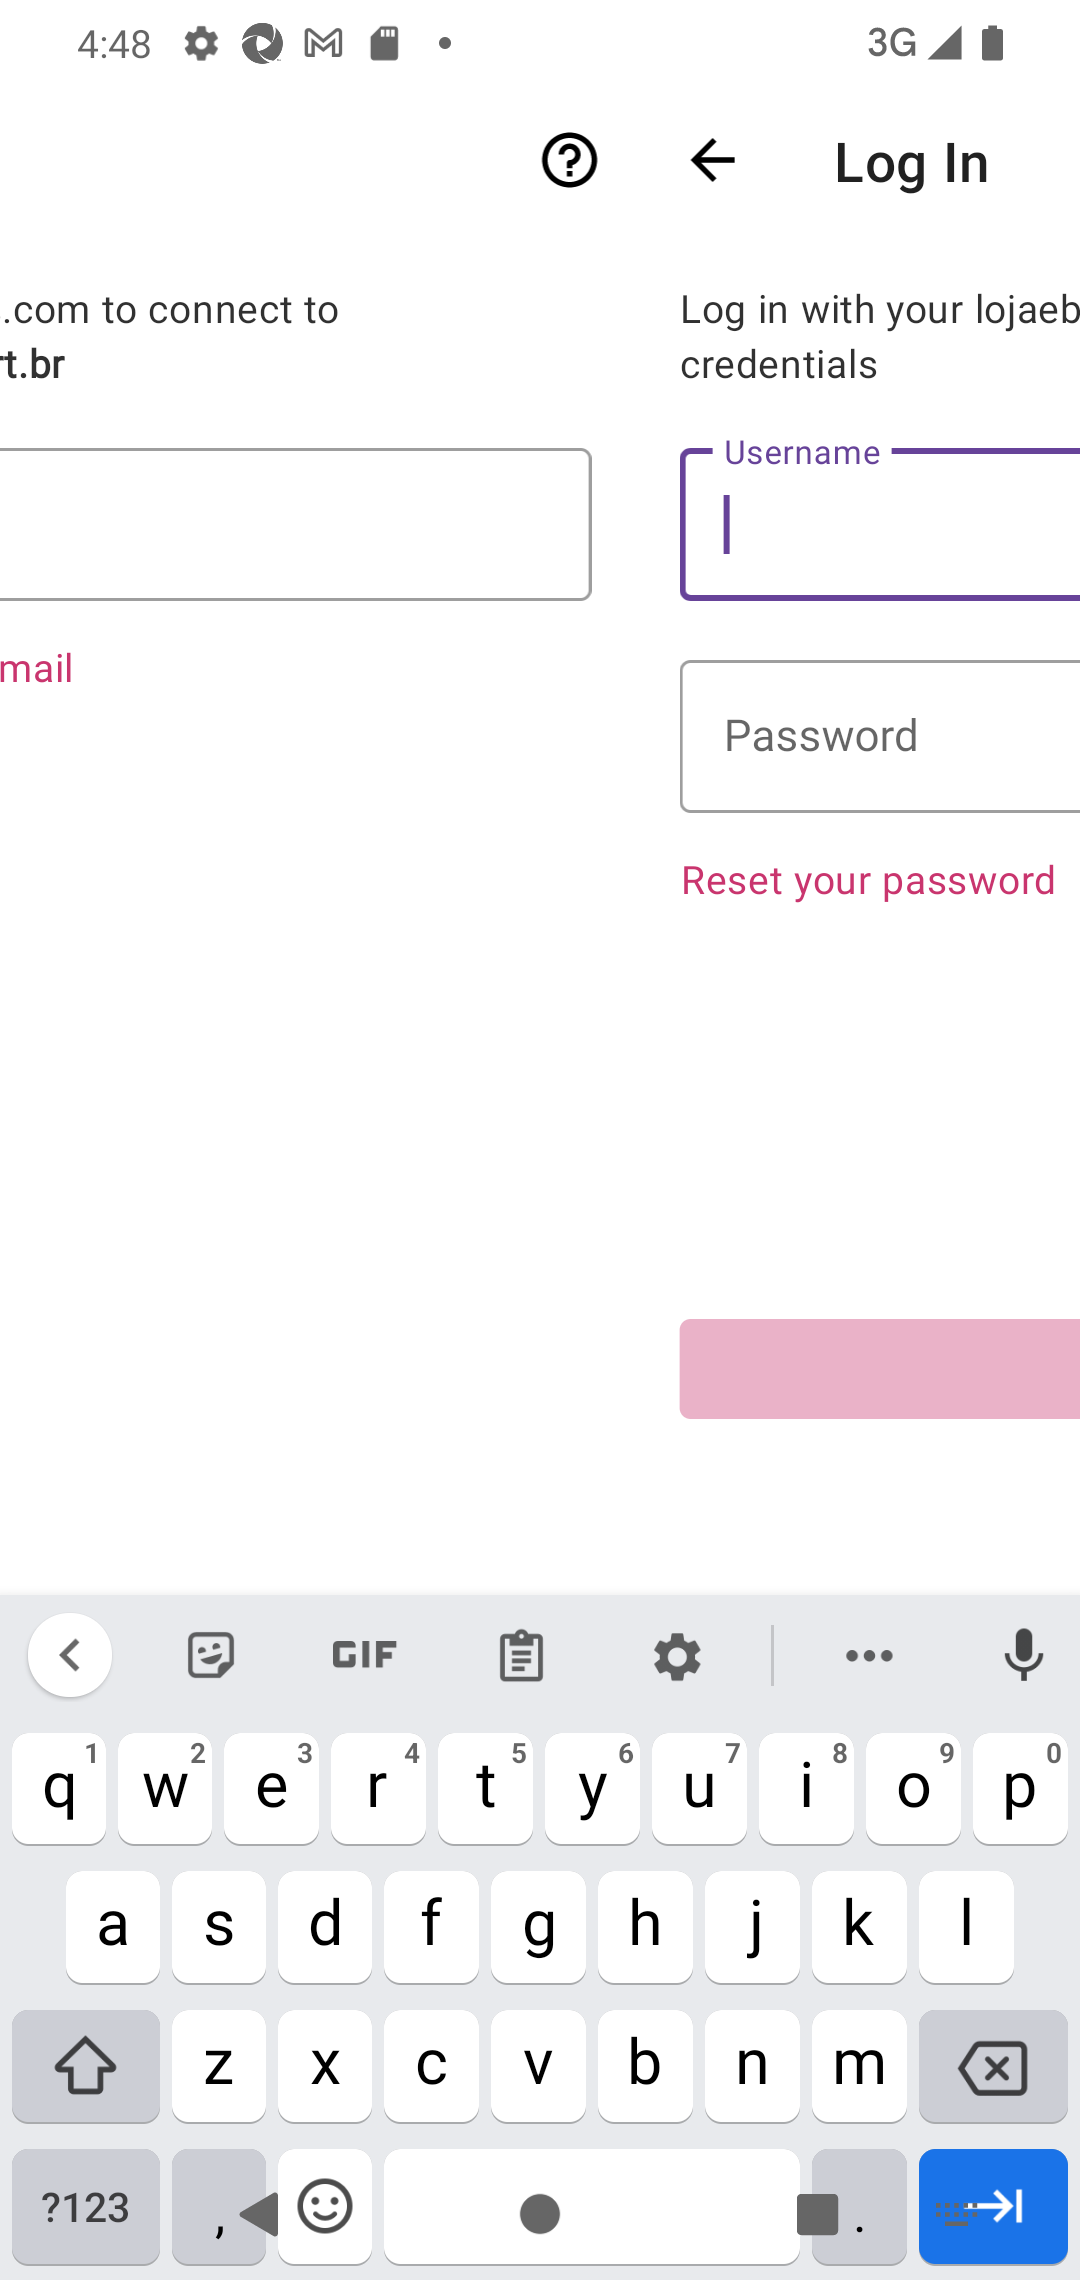 4:48
3G
Log In
.com to connect to
t.br
mail
Log in with your lojaeb
credentials
Username
Password
Reset your password
GIF
q1 w2 e3 r4 t5 y6 u7 i8 o9 p0
a s d f g h j k l
z x c v b n m
?123 , .